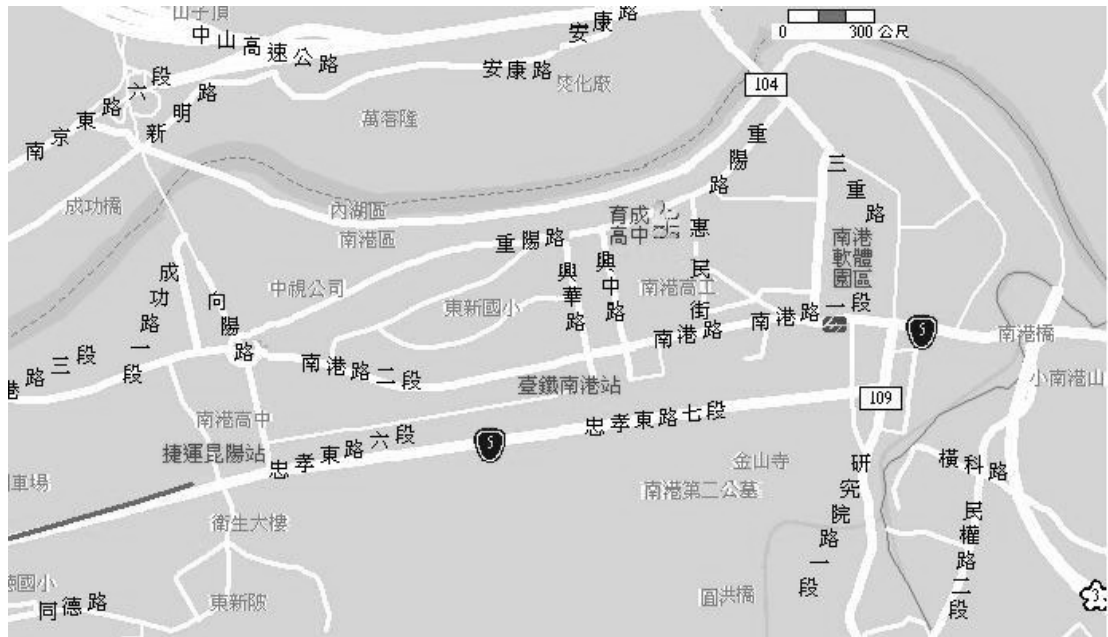 山子頂
中山高速公路
安康路
0 300 公尺
南京東路六段
新明路
安康路
焚化廠
104
萬客隆
重陽路
三重路
成功橋
內湖區
南港區
育成
高中
惠民街
南港
軟體
園區
重陽路
成功路一段
向陽路
中視公司
東新國小
興華路
興中路
南港高工
南港路一段
南港路
5
南港橋
港路三段
南港路二段
臺鐵南港站
小南港山
109
南港高中
忠孝東路七段
捷運昆陽站
忠孝東路六段
5
金山寺
研究院路一段
橫科路
車場
南港第二公墓
民權路二段
衛生大樓
德國小
同德路
東新陂
洪橋
3